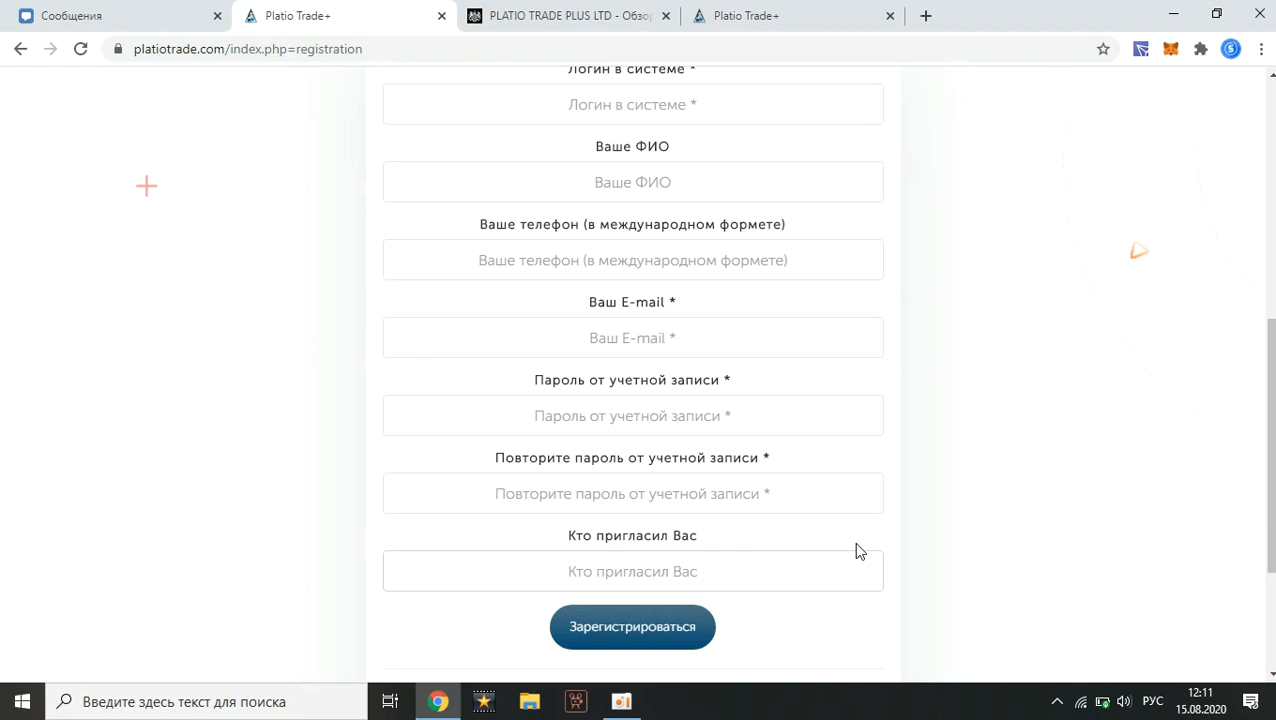 Сообщения
Platio Trade+
PLATIO TRADE PLUS LTD - Обзор
Platio Trade+
platiotrade.com/index.php=registration
Логин в системе *
Логин в системе *
Ваше ФИО
Ваше ФИО
Ваше телефон (в международном формете)
Ваше телефон (в международном формете)
Ваш E-mail *
Ваш E-mail *
Пароль от учетной записи *
Пароль от учетной записи *
Повторите пароль от учетной записи *
Повторите пароль от учетной записи *
Кто пригласил Вас
Кто пригласил Вас
Зарегистрироваться
Введите здесь текст для поиска
РУС
12:11
15.08.2020